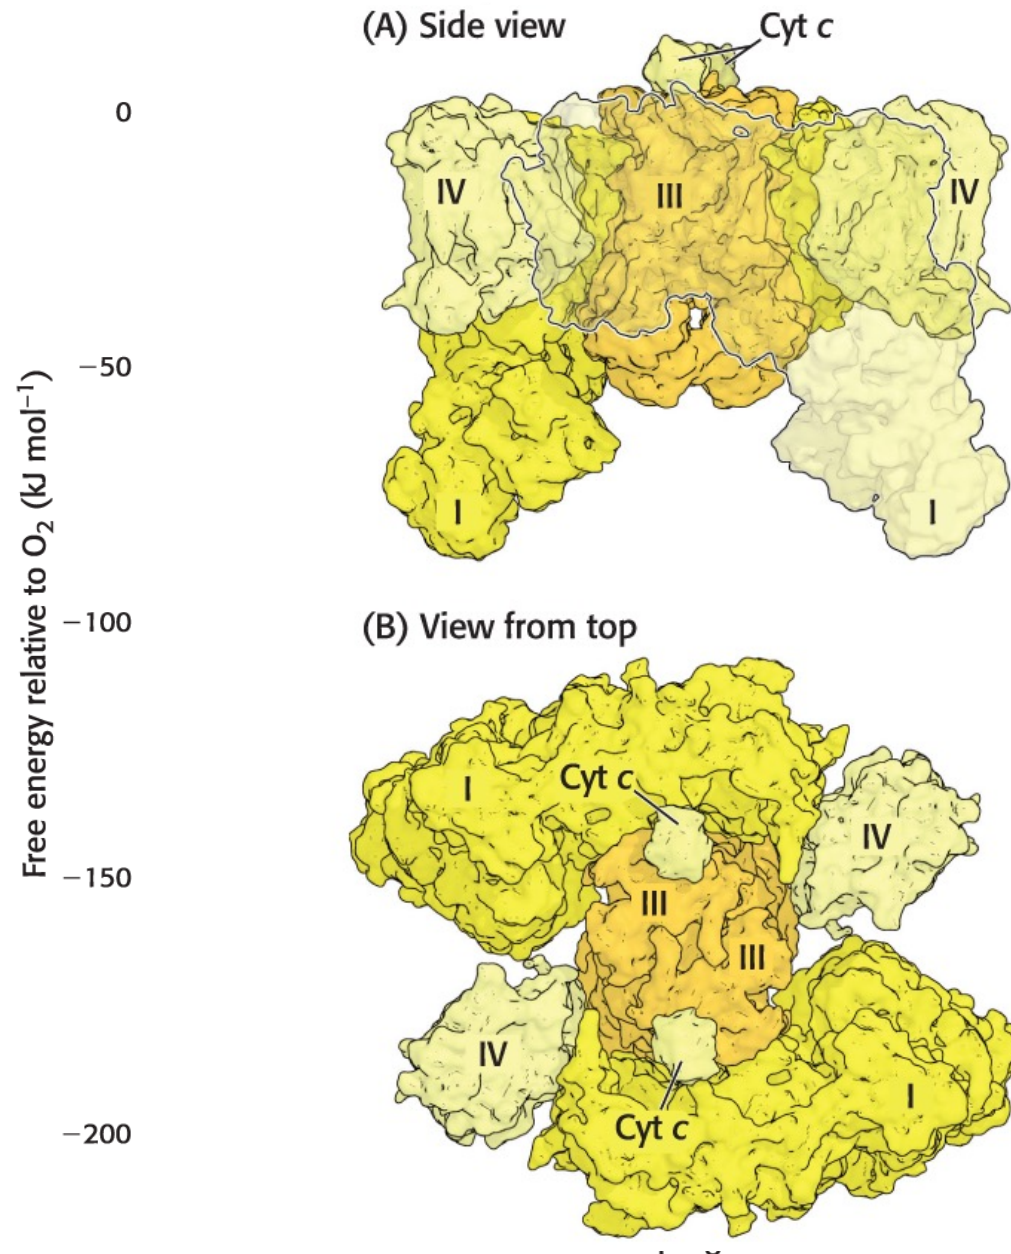 Free energy relative to O₂ (kJ mol⁻¹)
0
−50
−100
−150
−200
(A) Side view
Cyt c
IV
III
IV
I
I
(B) View from top
I
Cyt c
IV
III
III
IV
I
Cyt c